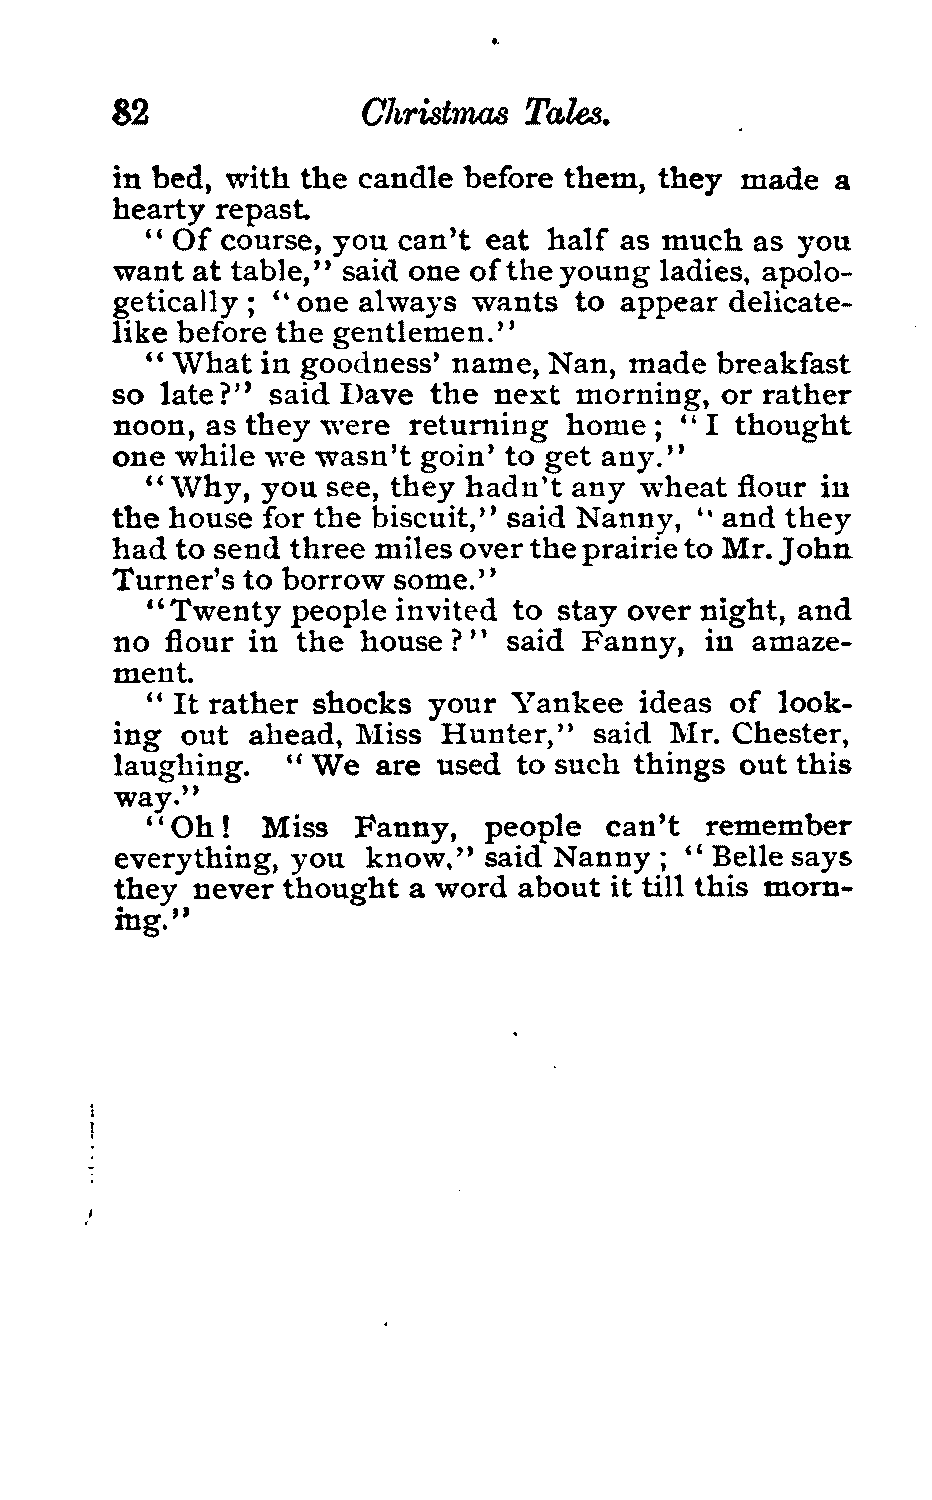 82 Christmas Tales.
in bed, with the candle before them, they made a
hearty repast.
" Of course, you can't eat half as much as you
want at table," said one of the young ladies, apolo-
getically ; "one always wants to appear delicate-
like before the gentlemen."
" What in goodness' name, Nan, made breakfast
so late?" said Dave the next morning, or rather
noon, as they were returning home ; " I thought
one while we wasn't goin' to get any."
"Why, you see, they hadn't any wheat flour in
the house for the biscuit," said Nanny, " and they
had to send three miles over the prairie to Mr. John
Turner's to borrow some."
"Twenty people invited to stay over night, and
no flour in the house?" said Fanny, in amaze-
ment.
" It rather shocks your Yankee ideas of look-
ing out ahead, Miss Hunter," said Mr. Chester,
laughing. " We are used to such things out this
way."
"Oh! Miss Fanny, people can't remember
everything, you know," said Nanny ; " Belle says
they never thought a word about it till this morn-
ing."